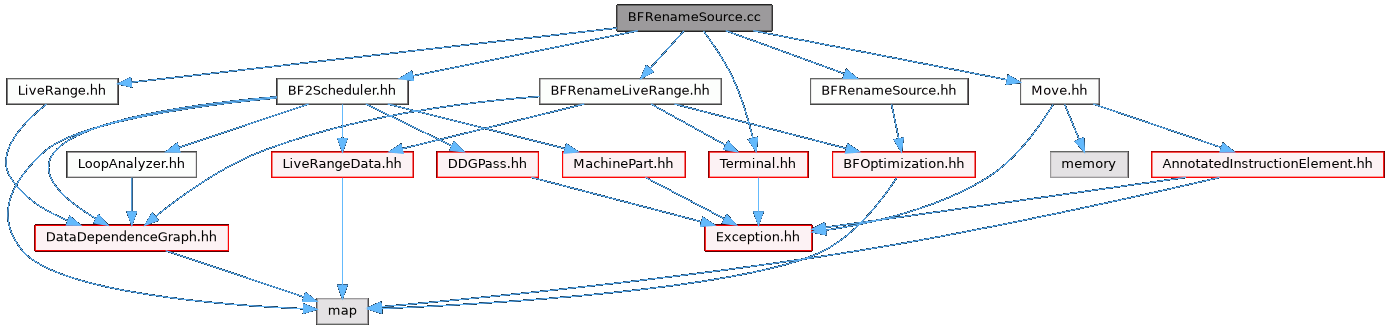 BFRenameSource.cc
LiveRange.hh
BF2Scheduler.hh
BFRenameLiveRange.hh
BFRenameSource.hh
Move.hh
LoopAnalyzer.hh
LiveRangeData.hh
DDGPass.hh
MachinePart.hh
Terminal.hh
BFOptimization.hh
memory
AnnotatedInstructionElement.hh
DataDependenceGraph.hh
Exception.hh
map